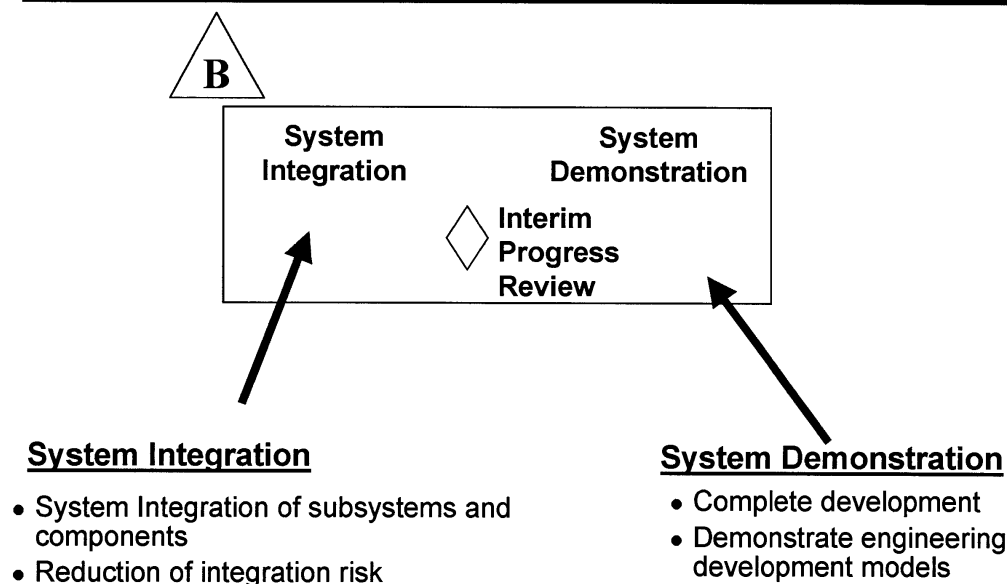 B
System
Integration
System
Demonstration
Interim
Progress
Review
System Integration
• System Integration of subsystems and
components
• Reduction of integration risk
System Demonstration
• Complete development
• Demonstrate engineering
development models